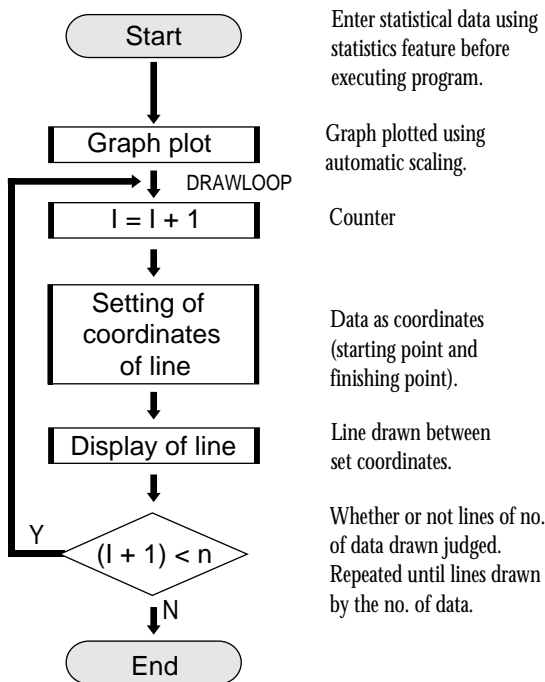 Start
Enter statistical data using
statistics feature before
executing program.
Graph plot
Graph plotted using
automatic scaling.
DRAWLOOP
I = I + 1
Counter
Setting of
coordinates
of line
Data as coordinates
(starting point and
finishing point).
Display of line
Line drawn between
set coordinates.
Y
(I + 1) < n
Whether or not lines of no.
of data drawn judged.
Repeated until lines drawn
by the no. of data.
N
End